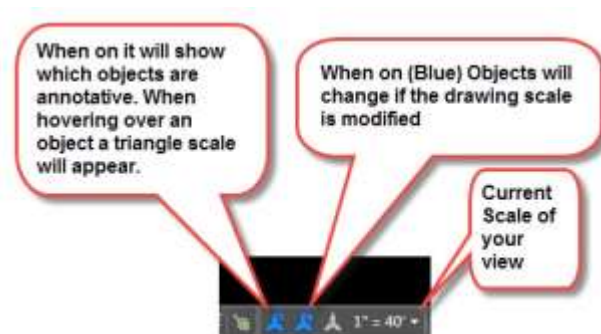 When on it will show
which objects are
annotative. When
hovering over an
object a triangle scale
will appear.
When on (Blue) Objects will
change if the drawing scale
is modified
Current
Scale of
your
view
1" = 40'